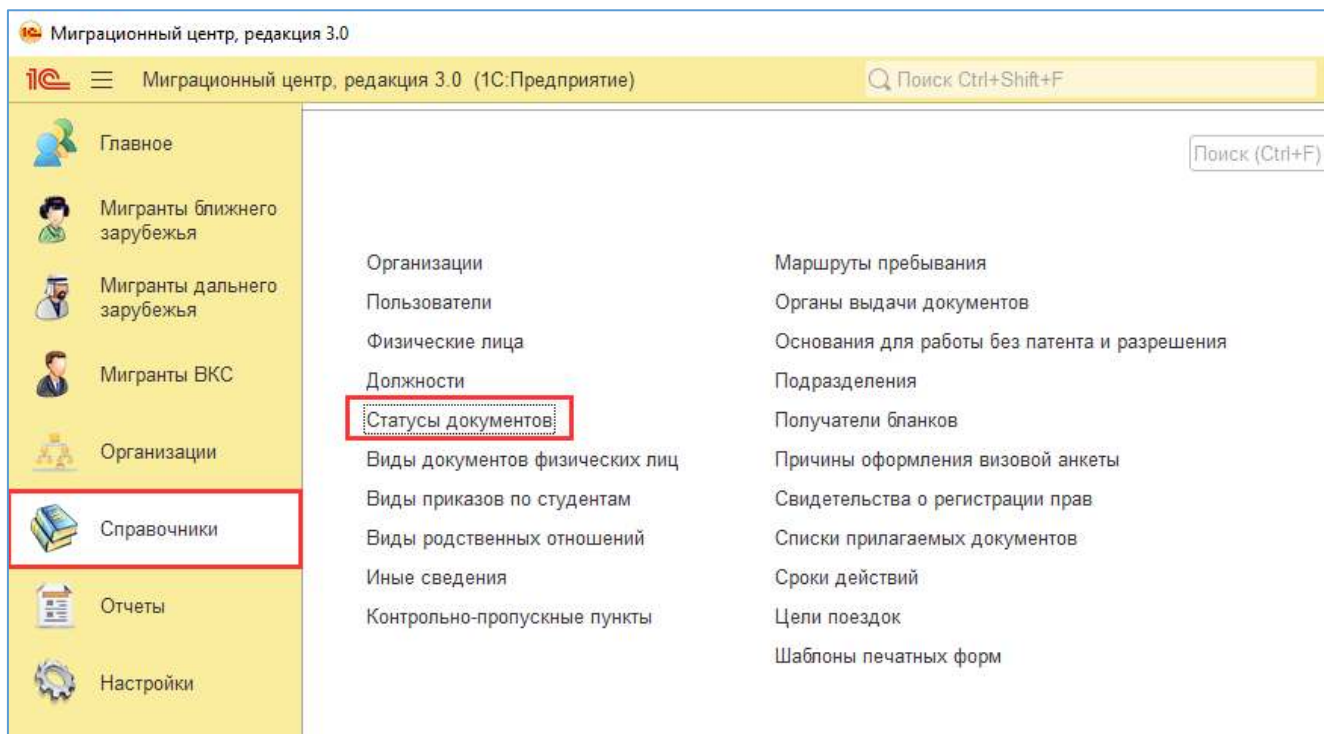 Миграционный центр, редакция 3.0
1С Миграционный центр, редакция 3.0 (1С:Предприятие) Поиск Ctrl+Shift+F
Главное
Поиск (Ctrl+F)
Мигранты ближнего
зарубежья
Мигранты дальнего
зарубежья
Мигранты ВКС
Организации
Справочники
Отчеты
Настройки
Организации
Пользователи
Физические лица
Должности
Статусы документов
Виды документов физических лиц
Виды приказов по студентам
Виды родственных отношений
Иные сведения
Контрольно-пропускные пункты
Маршруты пребывания
Органы выдачи документов
Основания для работы без патента и разрешения
Подразделения
Получатели бланков
Причины оформления визовой анкеты
Свидетельства о регистрации прав
Списки прилагаемых документов
Сроки действий
Цели поездок
Шаблоны печатных форм